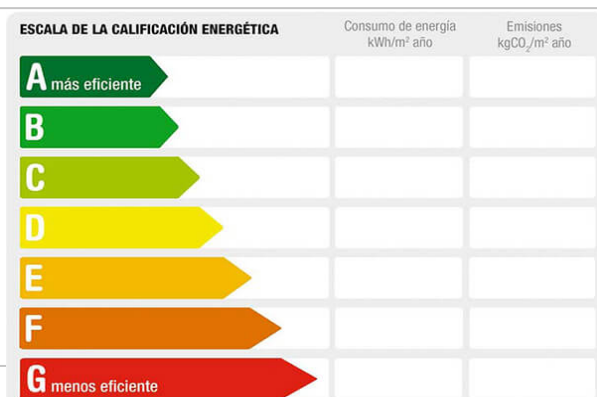 ESCALA DE LA CALIFICACIÓN ENERGÉTICA
Consumo de energía
kWh/m² año
Emisiones
kgCO₂/m² año
A más eficiente
B
C
D
E
F
G menos eficiente